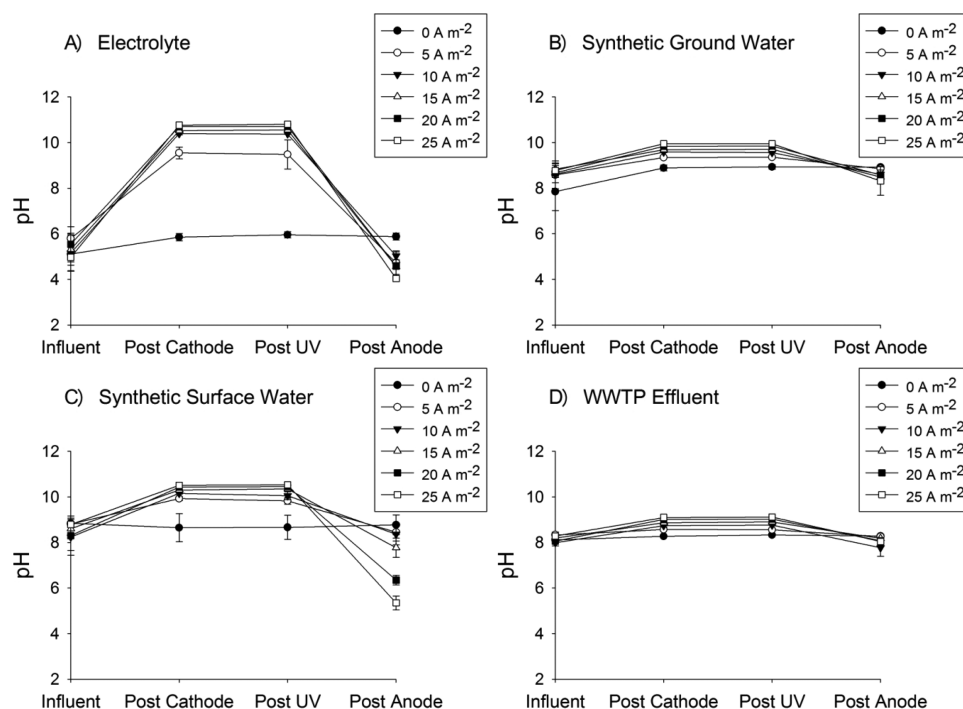 A) Electrolyte
0 A m-2
5 A m-2
10 A m-2
15 A m-2
20 A m-2
25 A m-2
12
10
8
6
4
2
pH
Influent Post Cathode Post UV Post Anode
B) Synthetic Ground Water
0 A m-2
5 A m-2
10 A m-2
15 A m-2
20 A m-2
25 A m-2
12
10
8
6
4
2
pH
Influent Post Cathode Post UV Post Anode
C) Synthetic Surface Water
0 A m-2
5 A m-2
10 A m-2
15 A m-2
20 A m-2
25 A m-2
12
10
8
6
4
2
pH
Influent Post Cathode Post UV Post Anode
D) WWTP Effluent
0 A m-2
5 A m-2
10 A m-2
15 A m-2
20 A m-2
25 A m-2
12
10
8
6
4
2
pH
Influent Post Cathode Post UV Post Anode